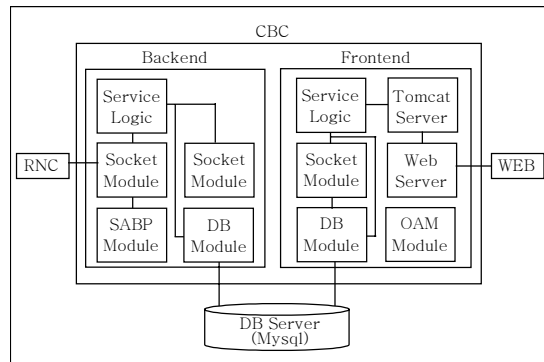 CBC
Backend
Frontend
Service
Logic
Service
Logic
Tomcat
Server
RNC
Socket
Module
Socket
Module
Socket
Module
Web
Server
WEB
SABP
Module
DB
Module
DB
Module
OAM
Module
DB Server
(Mysql)